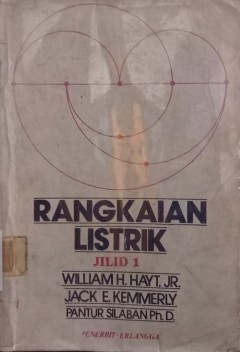 RANGKAIAN
LISTRIK
JILID 1
WILLIAM H. HAYT, JR.
JACK E. KEMMERLY
PANTUR SILABAN Ph.D.
PENERBIT ERLANGGA